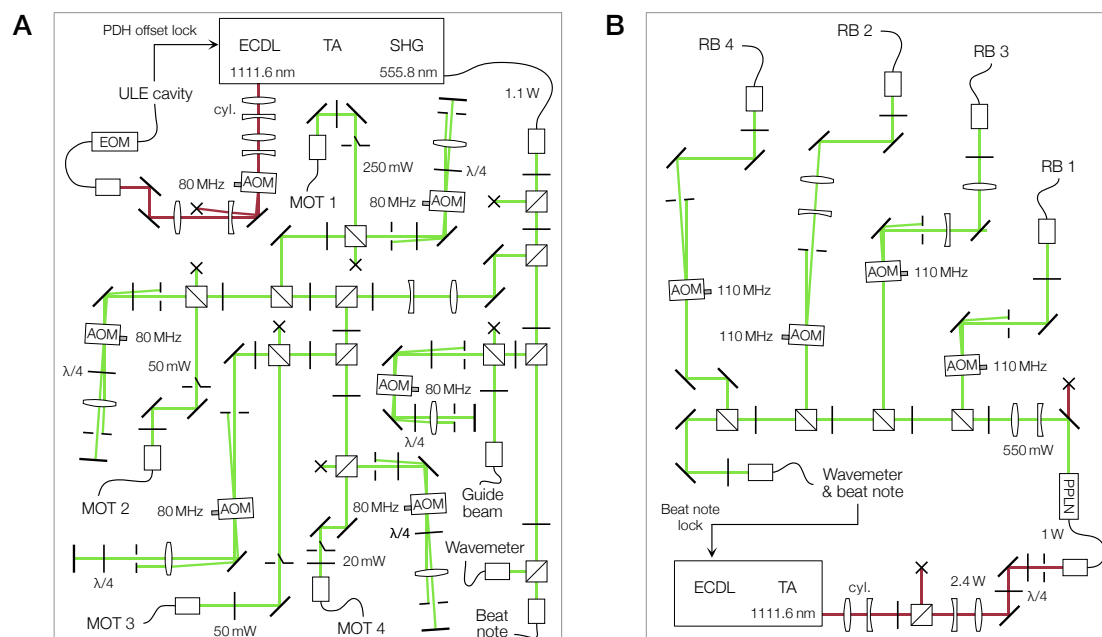 A
PDH offset lock
ECDL TA SHG
1111.6 nm 555.8 nm
1.1 W
ULE cavity
cyl.
EOM
80 MHz
AOM
MOT 1
250 mW
λ/4
80 MHz
AOM
AOM
80 MHz
λ/4
50 mW
MOT 2
AOM
80 MHz
λ/4
Guide
beam
AOM
80 MHz
λ/4
80 MHz
AOM
λ/4
20 mW
Wavemeter
MOT 3
50 mW
MOT 4
Beat
note
B
RB 4
RB 2
RB 3
RB 1
AOM
110 MHz
AOM
110 MHz
AOM
110 MHz
AOM
110 MHz
550 mW
Wavemeter
& beat note
PPLN
Beat note
lock
1 W
ECDL TA
1111.6 nm
cyl.
2.4 W
λ/4